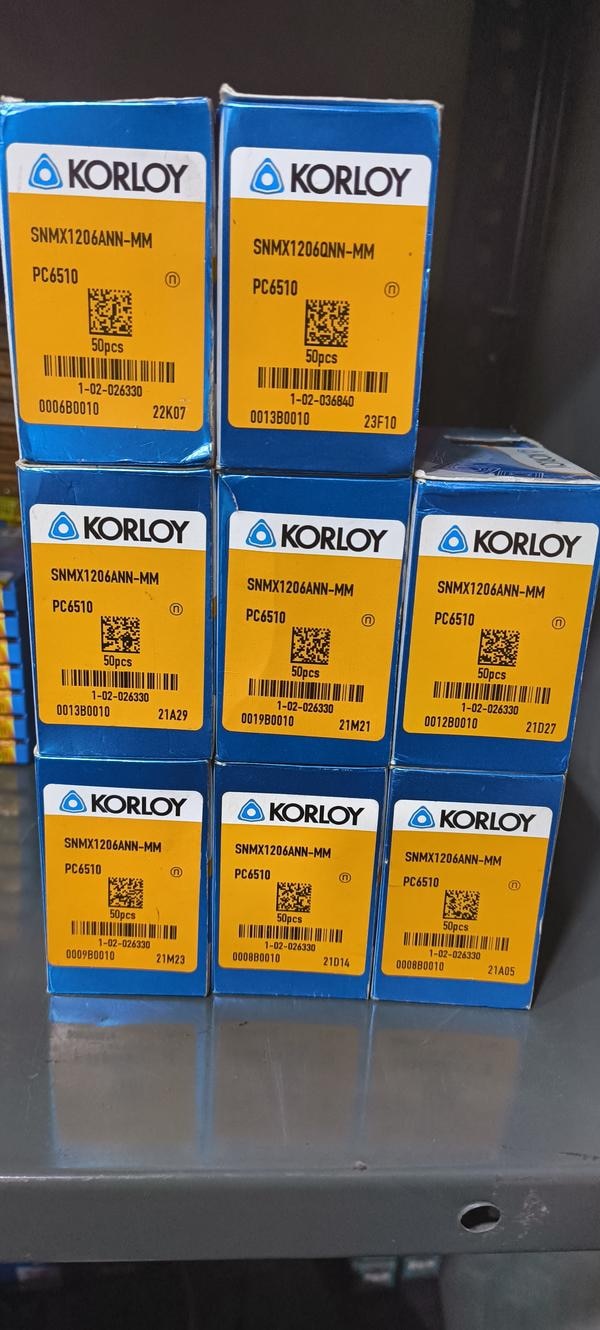 KORLOY
SNMX1206ANN-MM
PC6510 n
50pcs
1-02-026330
0006B0010 22K07
KORLOY
SNMX1206QNN-MM
PC6510 n
50pcs
1-02-036840
0013B0010 23F10
KORLOY
SNMX1206ANN-MM
PC6510 n
50pcs
1-02-026330
0013B0010 21A29
KORLOY
SNMX1206ANN-MM
PC6510 n
50pcs
1-02-026330
0019B0010 21M21
KORLOY
SNMX1206ANN-MM
PC6510 n
50pcs
1-02-026330
0012B0010 21D27
KORLOY
SNMX1206ANN-MM
PC6510 n
50pcs
1-02-026330
0009B0010 21M23
KORLOY
SNMX1206ANN-MM
PC6510 n
50pcs
1-02-026330
0008B0010 21D14
KORLOY
SNMX1206ANN-MM
PC6510 n
50pcs
1-02-026330
0008B0010 21A05